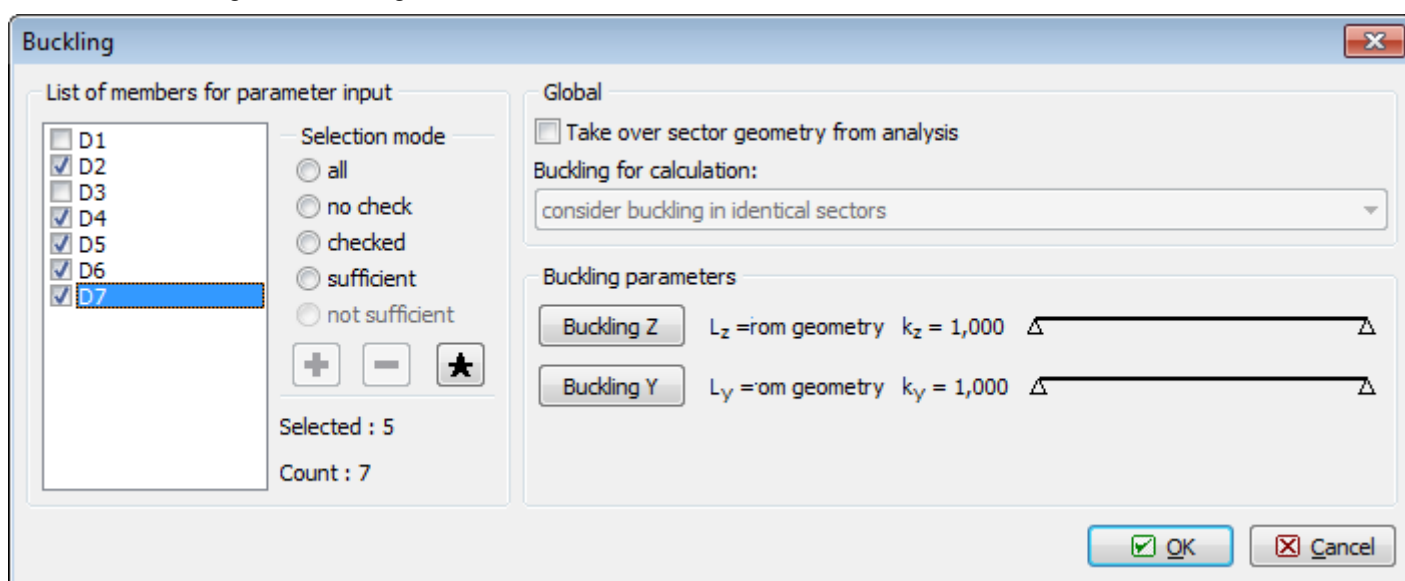 Buckling
List of members for parameter input
D1
D2
D3
D4
D5
D6
D7
Selection mode
all
no check
checked
sufficient
not sufficient
Selected : 5
Count : 7
Global
Take over sector geometry from analysis
Buckling for calculation:
consider buckling in identical sectors
Buckling parameters
Buckling Z Lz =rom geometry kz = 1,000
Buckling Y Ly =om geometry ky = 1,000
OK Cancel